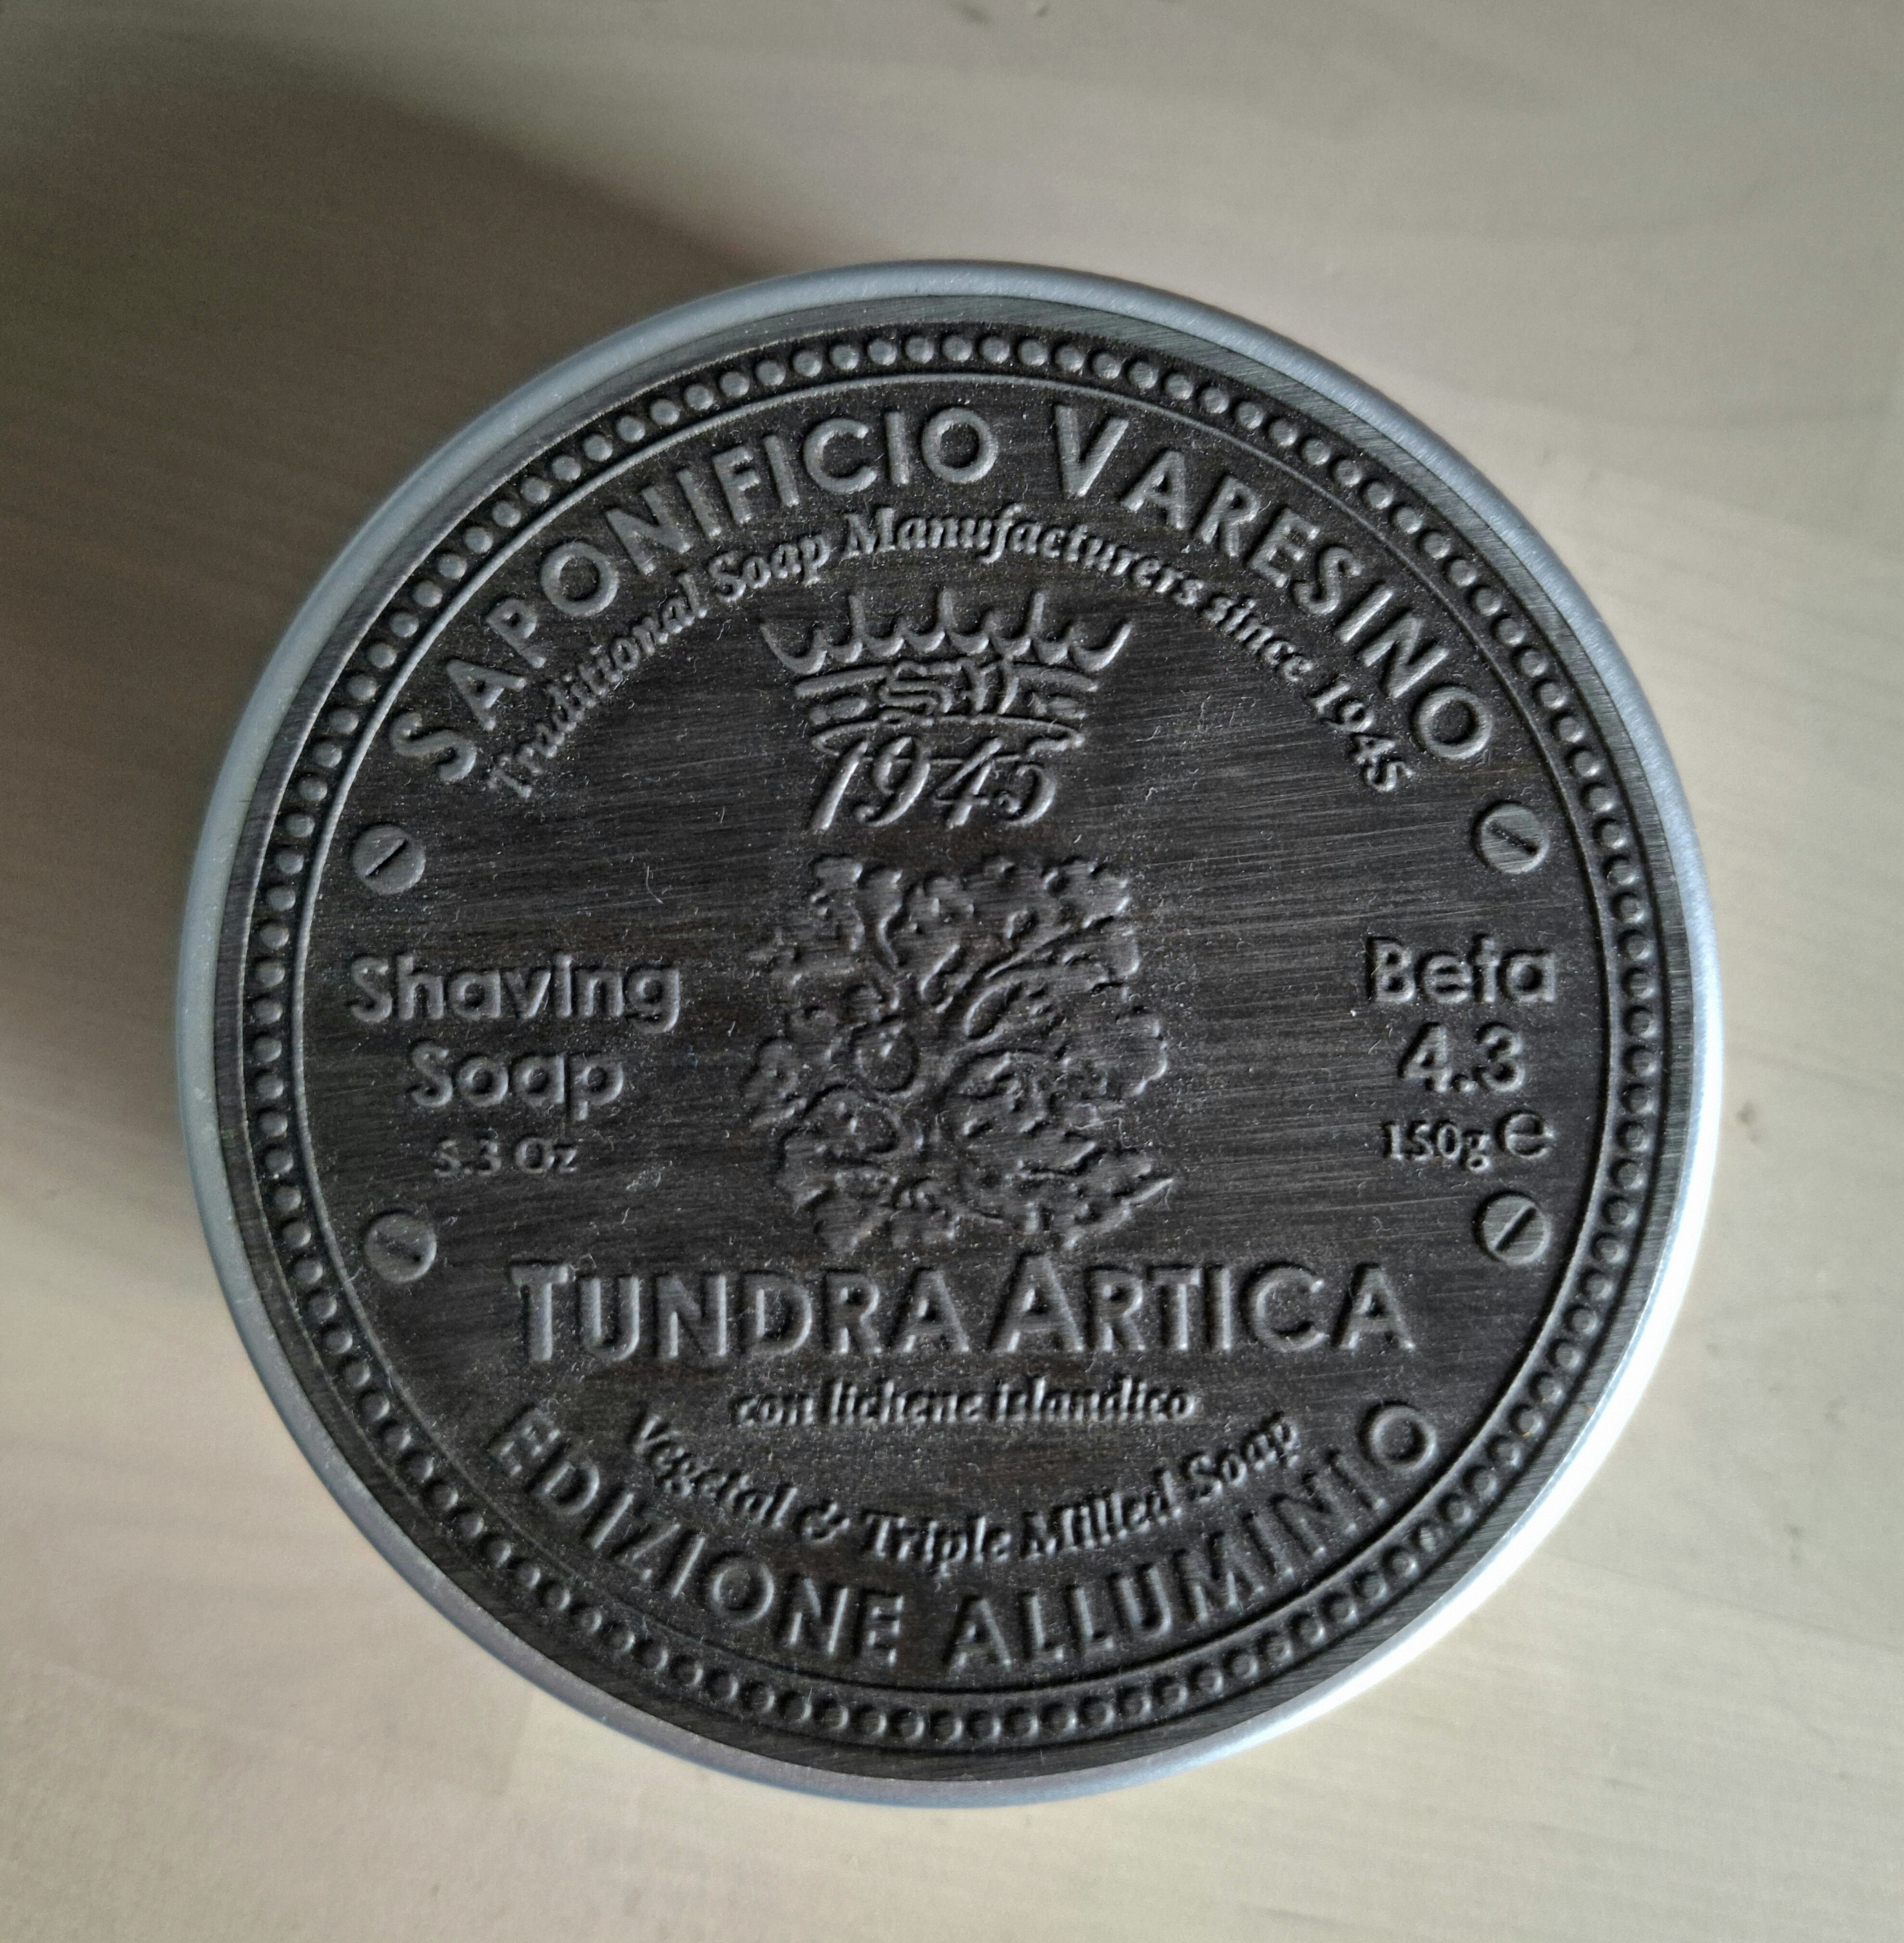 SAPONIFICIO VARESINO
Traditional Soap Manufacturers since 1945
SV
1945
Shaving
Soap
5.3 Oz
Beta
4.3
150g e
TUNDRA ARTICA
con lichene islandico
Vegetal & Triple Milled Soap
EDIZIONE ALLUMINIO